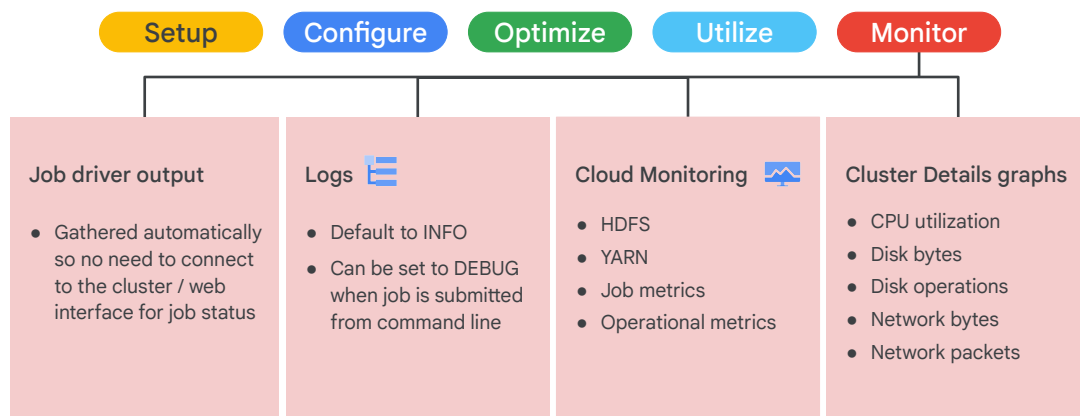 Setup
Configure
Optimize
Utilize
Monitor
Job driver output
● Gathered automatically
so no need to connect
to the cluster / web
interface for job status
Logs
● Default to INFO
● Can be set to DEBUG
when job is submitted
from command line
Cloud Monitoring
● HDFS
● YARN
● Job metrics
● Operational metrics
Cluster Details graphs
● CPU utilization
● Disk bytes
● Disk operations
● Network bytes
● Network packets